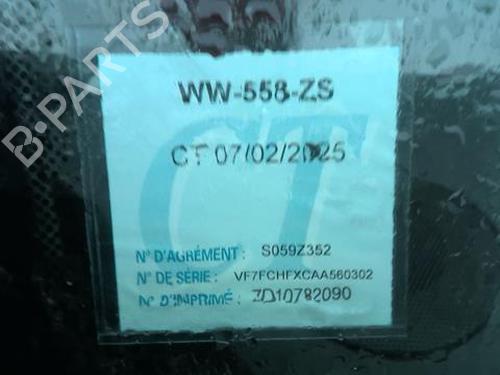 B-PARTS
WW-558-ZS
CT 07/02/2025
CT
N° D'AGRÉMENT : S059Z352
N° DE SÉRIE : VF7FCHFXCAA560302
N° D'IMPRIMÉ : ZD10782090